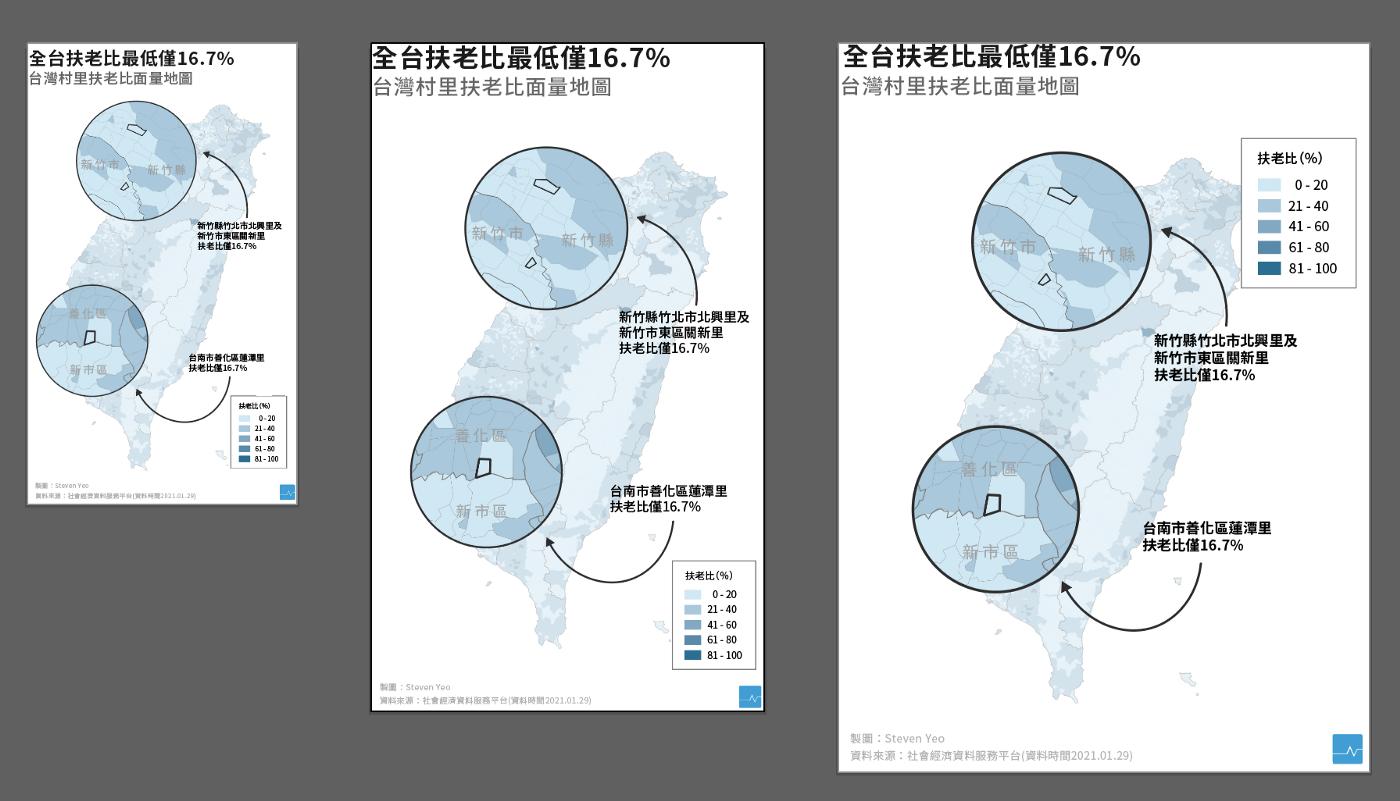 全台扶老比最低僅16.7%
台灣村里扶老比面量地圖
新竹市
新竹縣
新竹縣竹北市北興里及
新竹市東區關新里
扶老比僅16.7%
善化區
新市區
台南市善化區蓮潭里
扶老比僅16.7%
扶老比(%)
0-20
21-40
41-60
61-80
81-100
製圖：Steven Yeo
資料來源：社會經濟資料服務平台(資料時間2021.01.29)
全台扶老比最低僅16.7%
台灣村里扶老比面量地圖
新竹市
新竹縣
新竹縣竹北市北興里及
新竹市東區關新里
扶老比僅16.7%
善化區
新市區
台南市善化區蓮潭里
扶老比僅16.7%
扶老比(%)
0-20
21-40
41-60
61-80
81-100
製圖：Steven Yeo
資料來源：社會經濟資料服務平台(資料時間2021.01.29)
全台扶老比最低僅16.7%
台灣村里扶老比面量地圖
扶老比(%)
0-20
21-40
41-60
61-80
81-100
新竹市
新竹縣
新竹縣竹北市北興里及
新竹市東區關新里
扶老比僅16.7%
善化區
新市區
台南市善化區蓮潭里
扶老比僅16.7%
製圖：Steven Yeo
資料來源：社會經濟資料服務平台(資料時間2021.01.29)